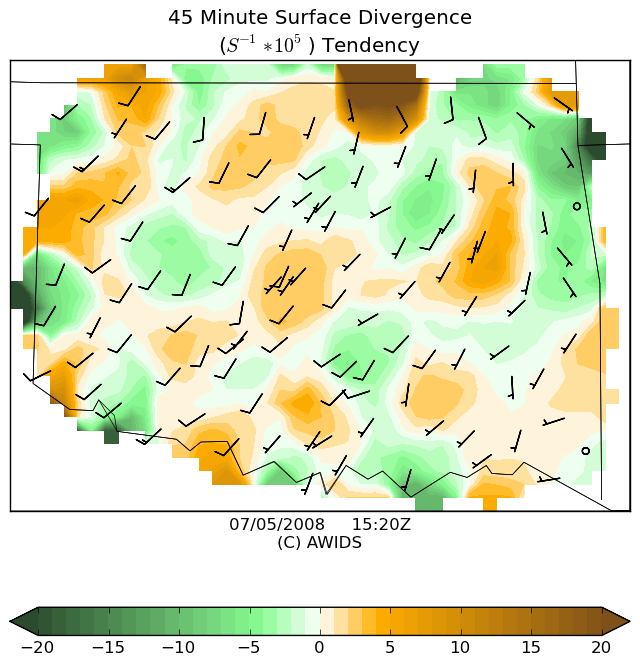 45 Minute Surface Divergence
(S⁻¹ *10⁵ ) Tendency
07/05/2008 15:20Z
(C) AWIDS
−20 −15 −10 −5 0 5 10 15 20